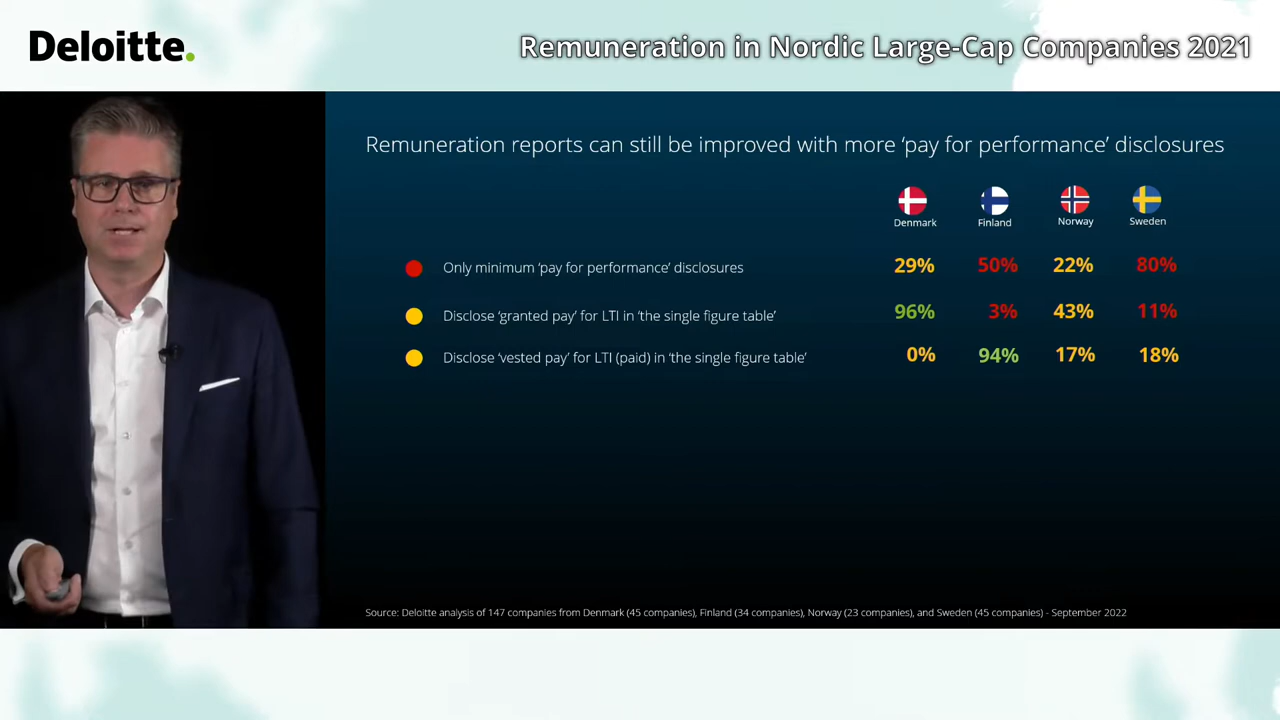 Deloitte.
Remuneration in Nordic Large-Cap Companies 2021
Remuneration reports can still be improved with more ‘pay for performance’ disclosures
Denmark Finland Norway Sweden
Only minimum ‘pay for performance’ disclosures 29% 50% 22% 80%
Disclose ‘granted pay’ for LTI in ‘the single figure table’ 96% 3% 43% 11%
Disclose ‘vested pay’ for LTI (paid) in ‘the single figure table’ 0% 94% 17% 18%
Source: Deloitte analysis of 147 companies from Denmark (45 companies), Finland (34 companies), Norway (23 companies), and Sweden (45 companies) - September 2022